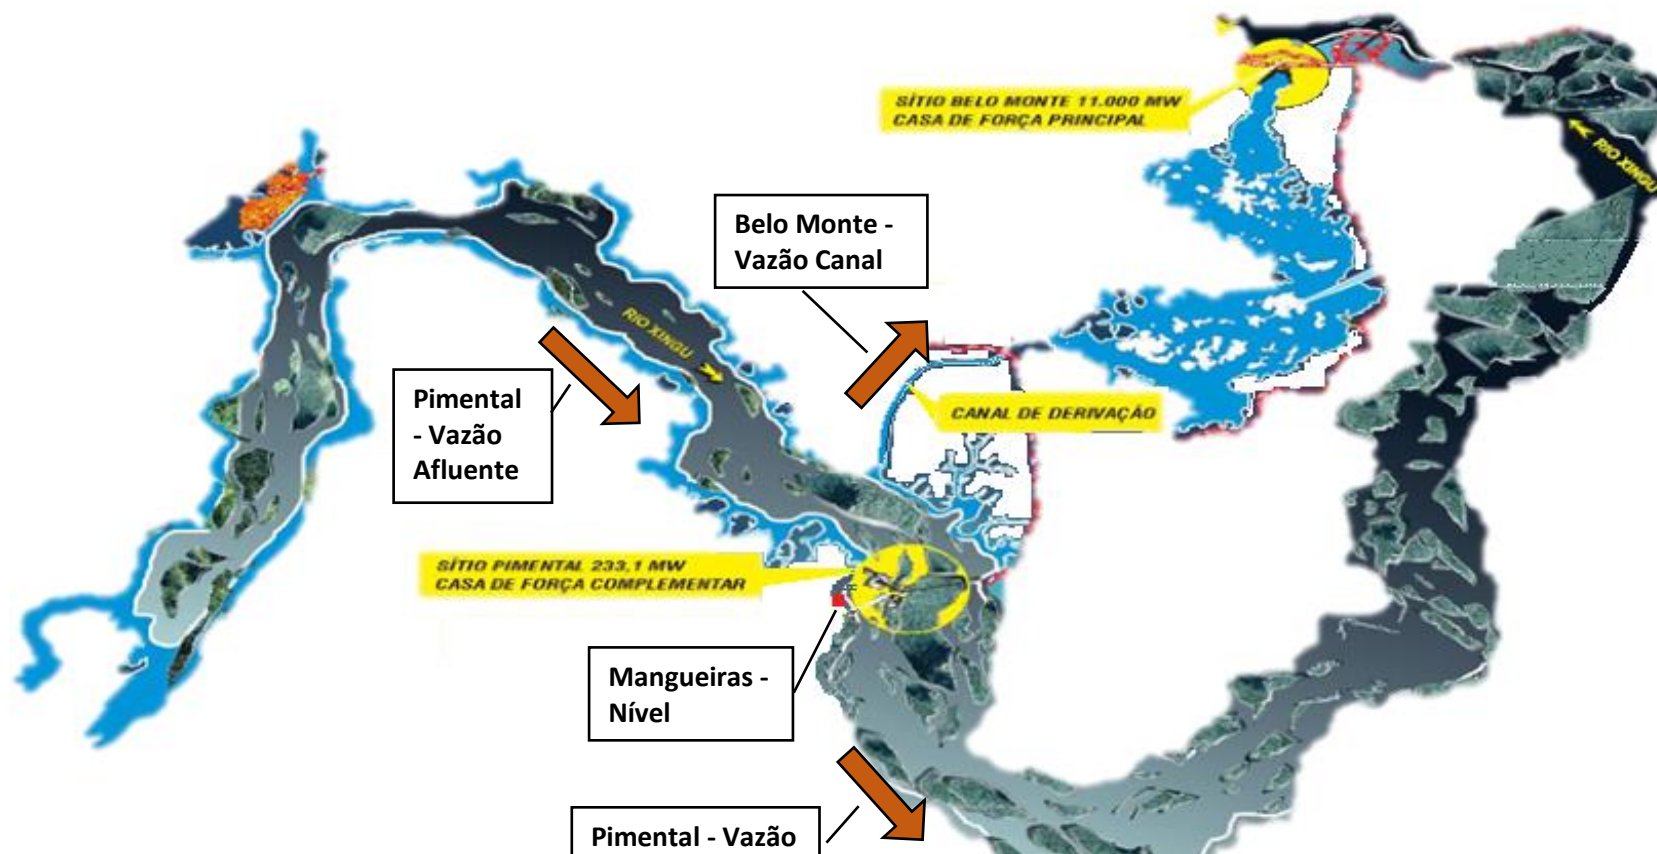 SÍTIO BELO MONTE 11.000 MW
CASA DE FORÇA PRINCIPAL
RIO XINGU
Belo Monte -
Vazão Canal
RIO XINGU
Pimental
- Vazão
Afluente
CANAL DE DERIVAÇÃO
SÍTIO PIMENTAL 233,1 MW
CASA DE FORÇA COMPLEMENTAR
Mangueiras -
Nível
Pimental - Vazão